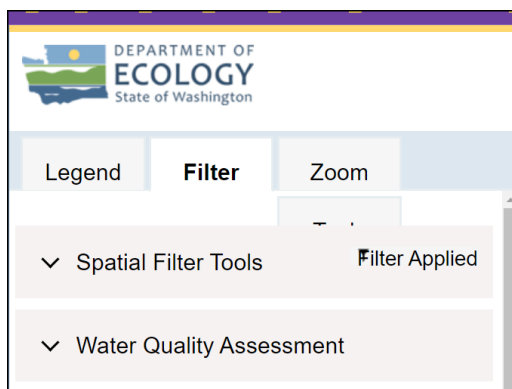 DEPARTMENT OF
ECOLOGY
State of Washington
Legend
Filter
Zoom
Spatial Filter Tools
Filter Applied
Water Quality Assessment